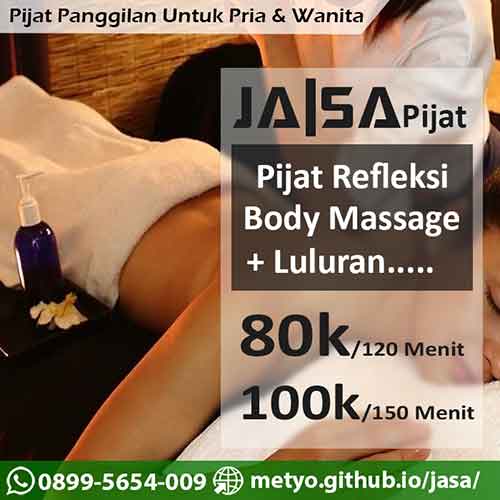 Pijat Panggilan Untuk Pria & Wanita
JA|SA Pijat
Pijat Refleksi
Body Massage
+ Luluran.....
80k/120 Menit
100k/150 Menit
0899-5654-009 metyo.github.io/jasa/